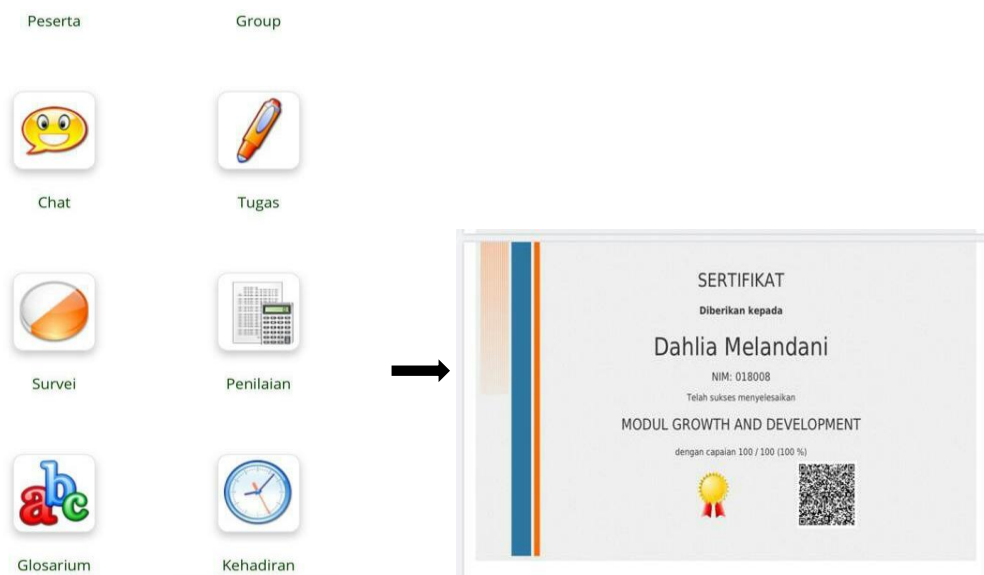 Peserta Group
Chat Tugas
Survei Penilaian
abc
Glosarium Kehadiran
SERTIFIKAT
Diberikan kepada
Dahlia Melandani
NIM: 018008
Telah sukses menyelesaikan
MODUL GROWTH AND DEVELOPMENT
dengan capaian 100 / 100 (100 %)